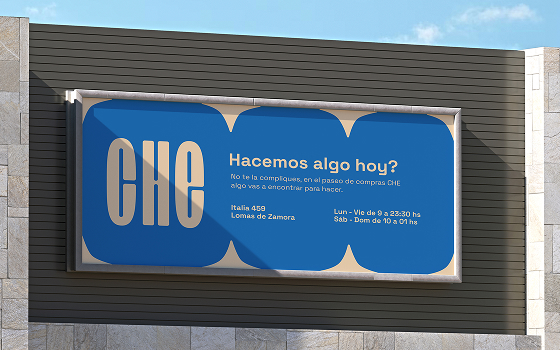 CHE
Hacemos algo hoy?
No te la compliques, en el paseo de compras CHE
algo vas a encontrar para hacer.
Italia 459
Lomas de Zamora
Lun - Vie de 9 a 23:30 hs
Sáb - Dom de 10 a 01 hs